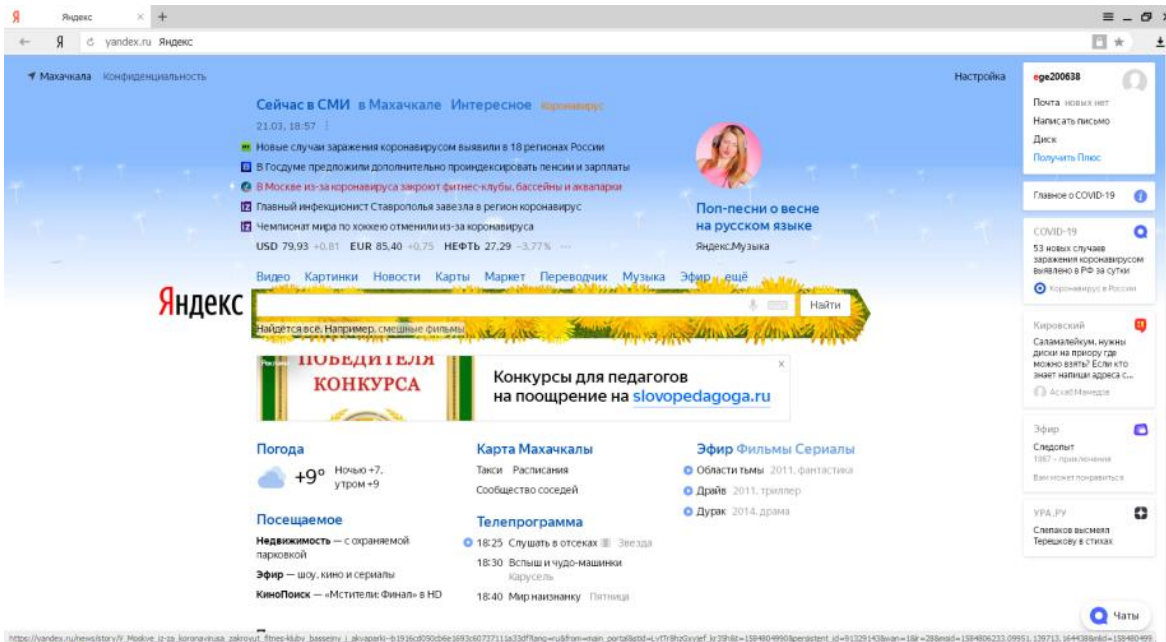 Яндекс
yandex.ru Яндекс
Махачкала Конфиденциальность
Настройка
Сейчас в СМИ в Махачкале Интересное коронавирус
21.03, 18:57
Новые случаи заражения коронавирусом выявили в 18 регионах России
В Госдуме предложили дополнительно проиндексировать пенсии и зарплаты
В Москве из-за коронавируса закроют фитнес-клубы, бассейны и аквапарки
Главный инфекционист Ставрополья завезла в регион коронавирус
Чемпионат мира по хоккею отменили из-за коронавируса
USD 79,93 +0,81 EUR 85,40 +0,75 НЕФТЬ 27,29 −3,77% ···
Поп-песни о весне
на русском языке
Яндекс.Музыка
Видео Картинки Новости Карты Маркет Переводчик Музыка Эфир ещё
Яндекс
Найти
Найдётся всё. Например, смешные фильмы
Реклама
ПОБЕДИТЕЛЯ
КОНКУРСА
Конкурсы для педагогов
на поощрение на slovopedagoga.ru
Погода
+9° Ночью +7,
утром +9
Посещаемое
Недвижимость — с охраняемой
парковкой
Эфир — шоу, кино и сериалы
КиноПоиск — «Мстители: Финал» в HD
Карта Махачкалы
Такси Расписания
Сообщество соседей
Телепрограмма
18:25 Слушать в отсеках Звезда
18:30 Вспыш и чудо-машинки
Карусель
18:40 Мир наизнанку Пятница
Эфир Фильмы Сериалы
Области тьмы 2011, фантастика
Драйв 2011, триллер
Дурак 2014, драма
ege200638
Почта новых нет
Написать письмо
Диск
Получить Плюс
Главное о COVID-19
COVID-19
53 новых случаев
заражения коронавирусом
выявлено в РФ за сутки
Коронавирус в России
Кировский
Саламалейкум, нужны
диски на приору где
можно взять? Если кто
знает напиши адреса с...
Асхаб
Эфир
Следопыт
1987 – приключения
Вам может понравиться
УРА.РУ
Слепаков высмеял
Терешкову в стихах
Чаты